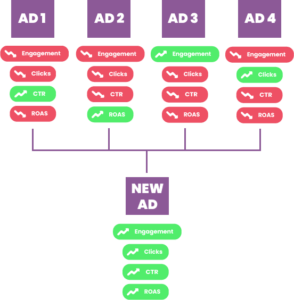 AD 1
Engagement
Clicks
CTR
ROAS
AD 2
Engagement
Clicks
CTR
ROAS
AD 3
Engagement
Clicks
CTR
ROAS
AD 4
Engagement
Clicks
CTR
ROAS
NEW
AD
Engagement
Clicks
CTR
ROAS